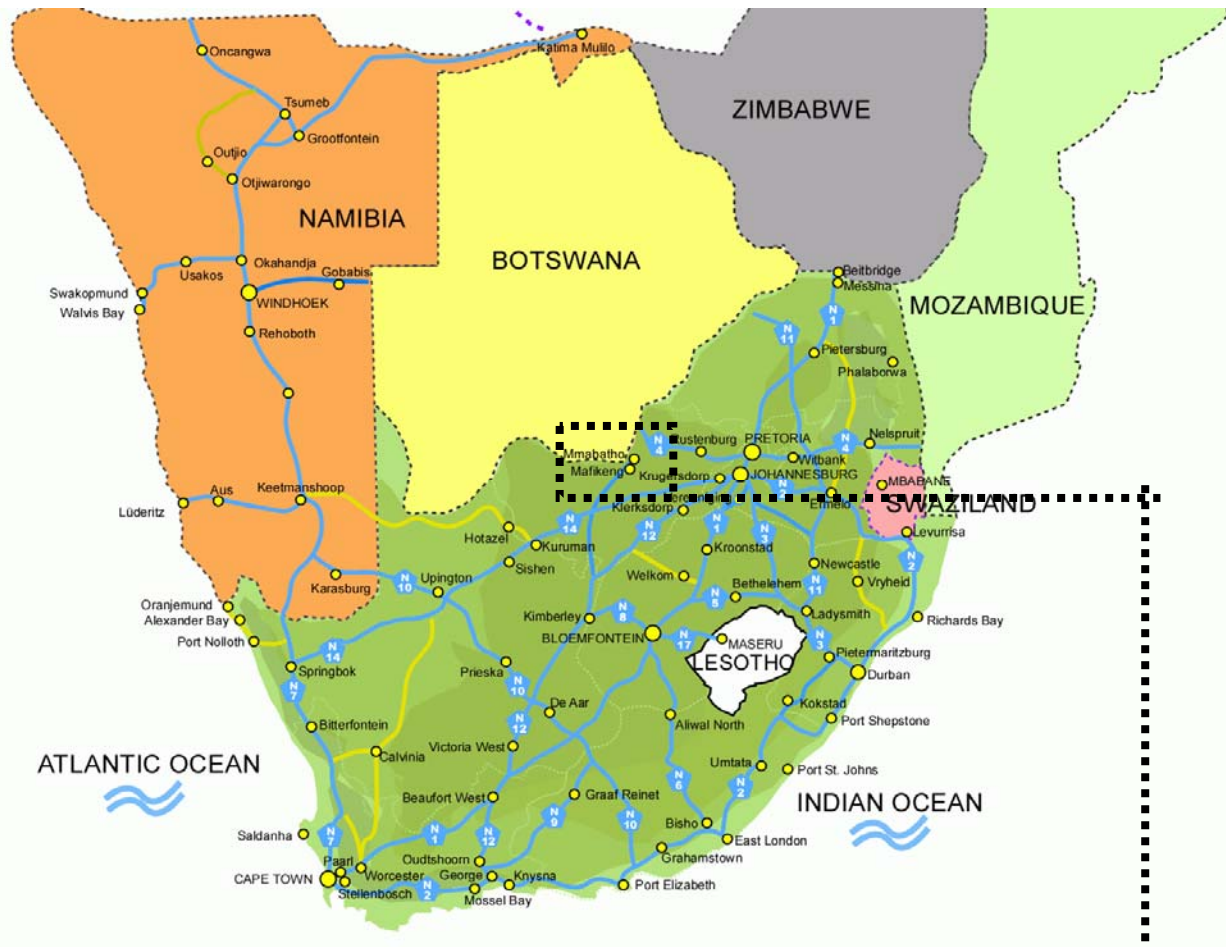 Oncangwa
Katima Mulilo
Tsumeb
Grootfontein
Outjio
Otjiwarongo
ZIMBABWE
NAMIBIA
BOTSWANA
Okahandja
Usakos
Gobabis
Swakopmund
WINDHOEK
Walvis Bay
Rehoboth
Beitbridge
Messina
MOZAMBIQUE
N
1
N
11
Pietersburg
Phalaborwa
Nelspruit
N
4
Rustenburg
PRETORIA
N
4
Mmabatho
Witbank
Mafikeng
Krugersdorp
JOHANNESBURG
N
2
MBABANE
Keetmanshoop
Aus
Lüderitz
Klerksdorp
Ermelo
SWAZILAND
Levurrisa
Hotazel
N
14
N
12
N
1
N
3
Kuruman
Kroonstad
Sishen
Newcastle
N
2
Karasburg
N
10
Upington
Welkom
Bethelehem
N
11
Vryheid
Oranjemund
Alexander Bay
Kimberley
N
8
N
5
Ladysmith
Richards Bay
Port Nolloth
BLOEMFONTEIN
N
17
MASERU
N
3
N
14
LESOTHO
Pietermaritzburg
Springbok
Prieska
Durban
N
7
N
10
De Aar
Kokstad
Bitterfontein
N
12
Aliwal North
Port Shepstone
Victoria West
Calvinia
ATLANTIC OCEAN
Umtata
Port St. Johns
N
6
N
2
Beaufort West
Graaf Reinet
INDIAN OCEAN
N
9
N
10
Bisho
Saldanha
N
7
N
1
N
12
East London
Grahamstown
Paarl
Oudtshoorn
Worcester
George
Knysna
CAPE TOWN
Stellenbosch
N
2
Port Elizabeth
Mossel Bay